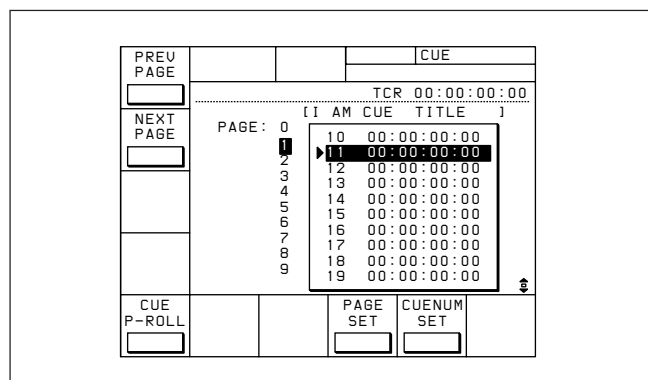 PREV PAGE
CUE
TCR 00:00:00:00
NEXT PAGE
[I AM CUE TITLE ]
PAGE: 0
1
2
3
4
5
6
7
8
9
10 00:00:00:00
11 00:00:00:00
12 00:00:00:00
13 00:00:00:00
14 00:00:00:00
15 00:00:00:00
16 00:00:00:00
17 00:00:00:00
18 00:00:00:00
19 00:00:00:00
CUE P-ROLL
PAGE SET
CUENUM SET